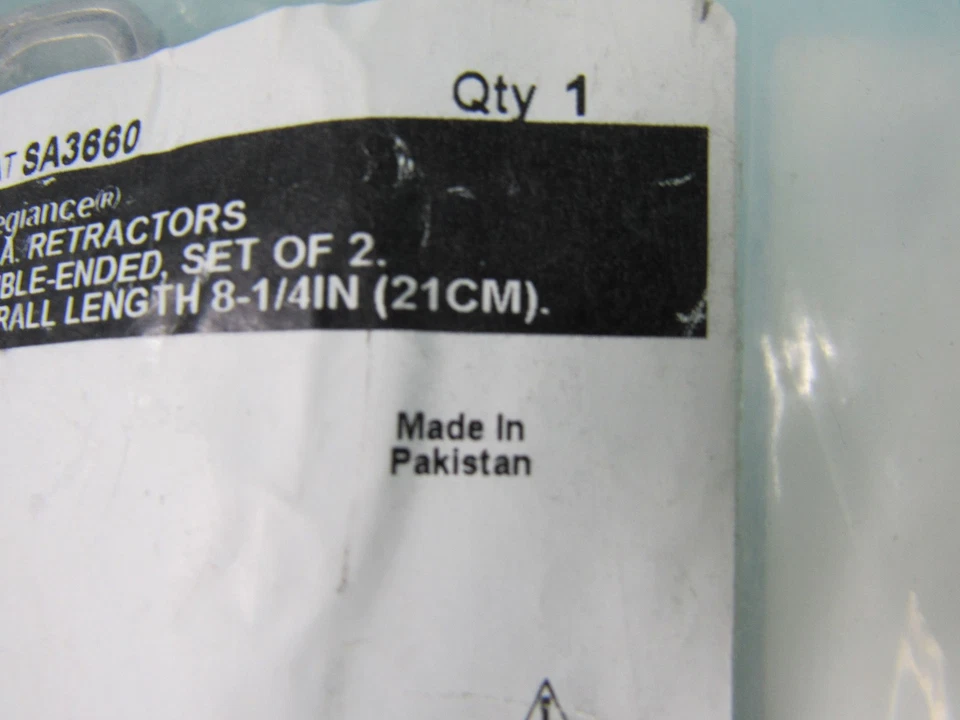 Qty 1
AT SA3660
egiance(R)
.A. RETRACTORS
BLE-ENDED, SET OF 2.
RALL LENGTH 8-1/4IN (21CM).
Made In
Pakistan